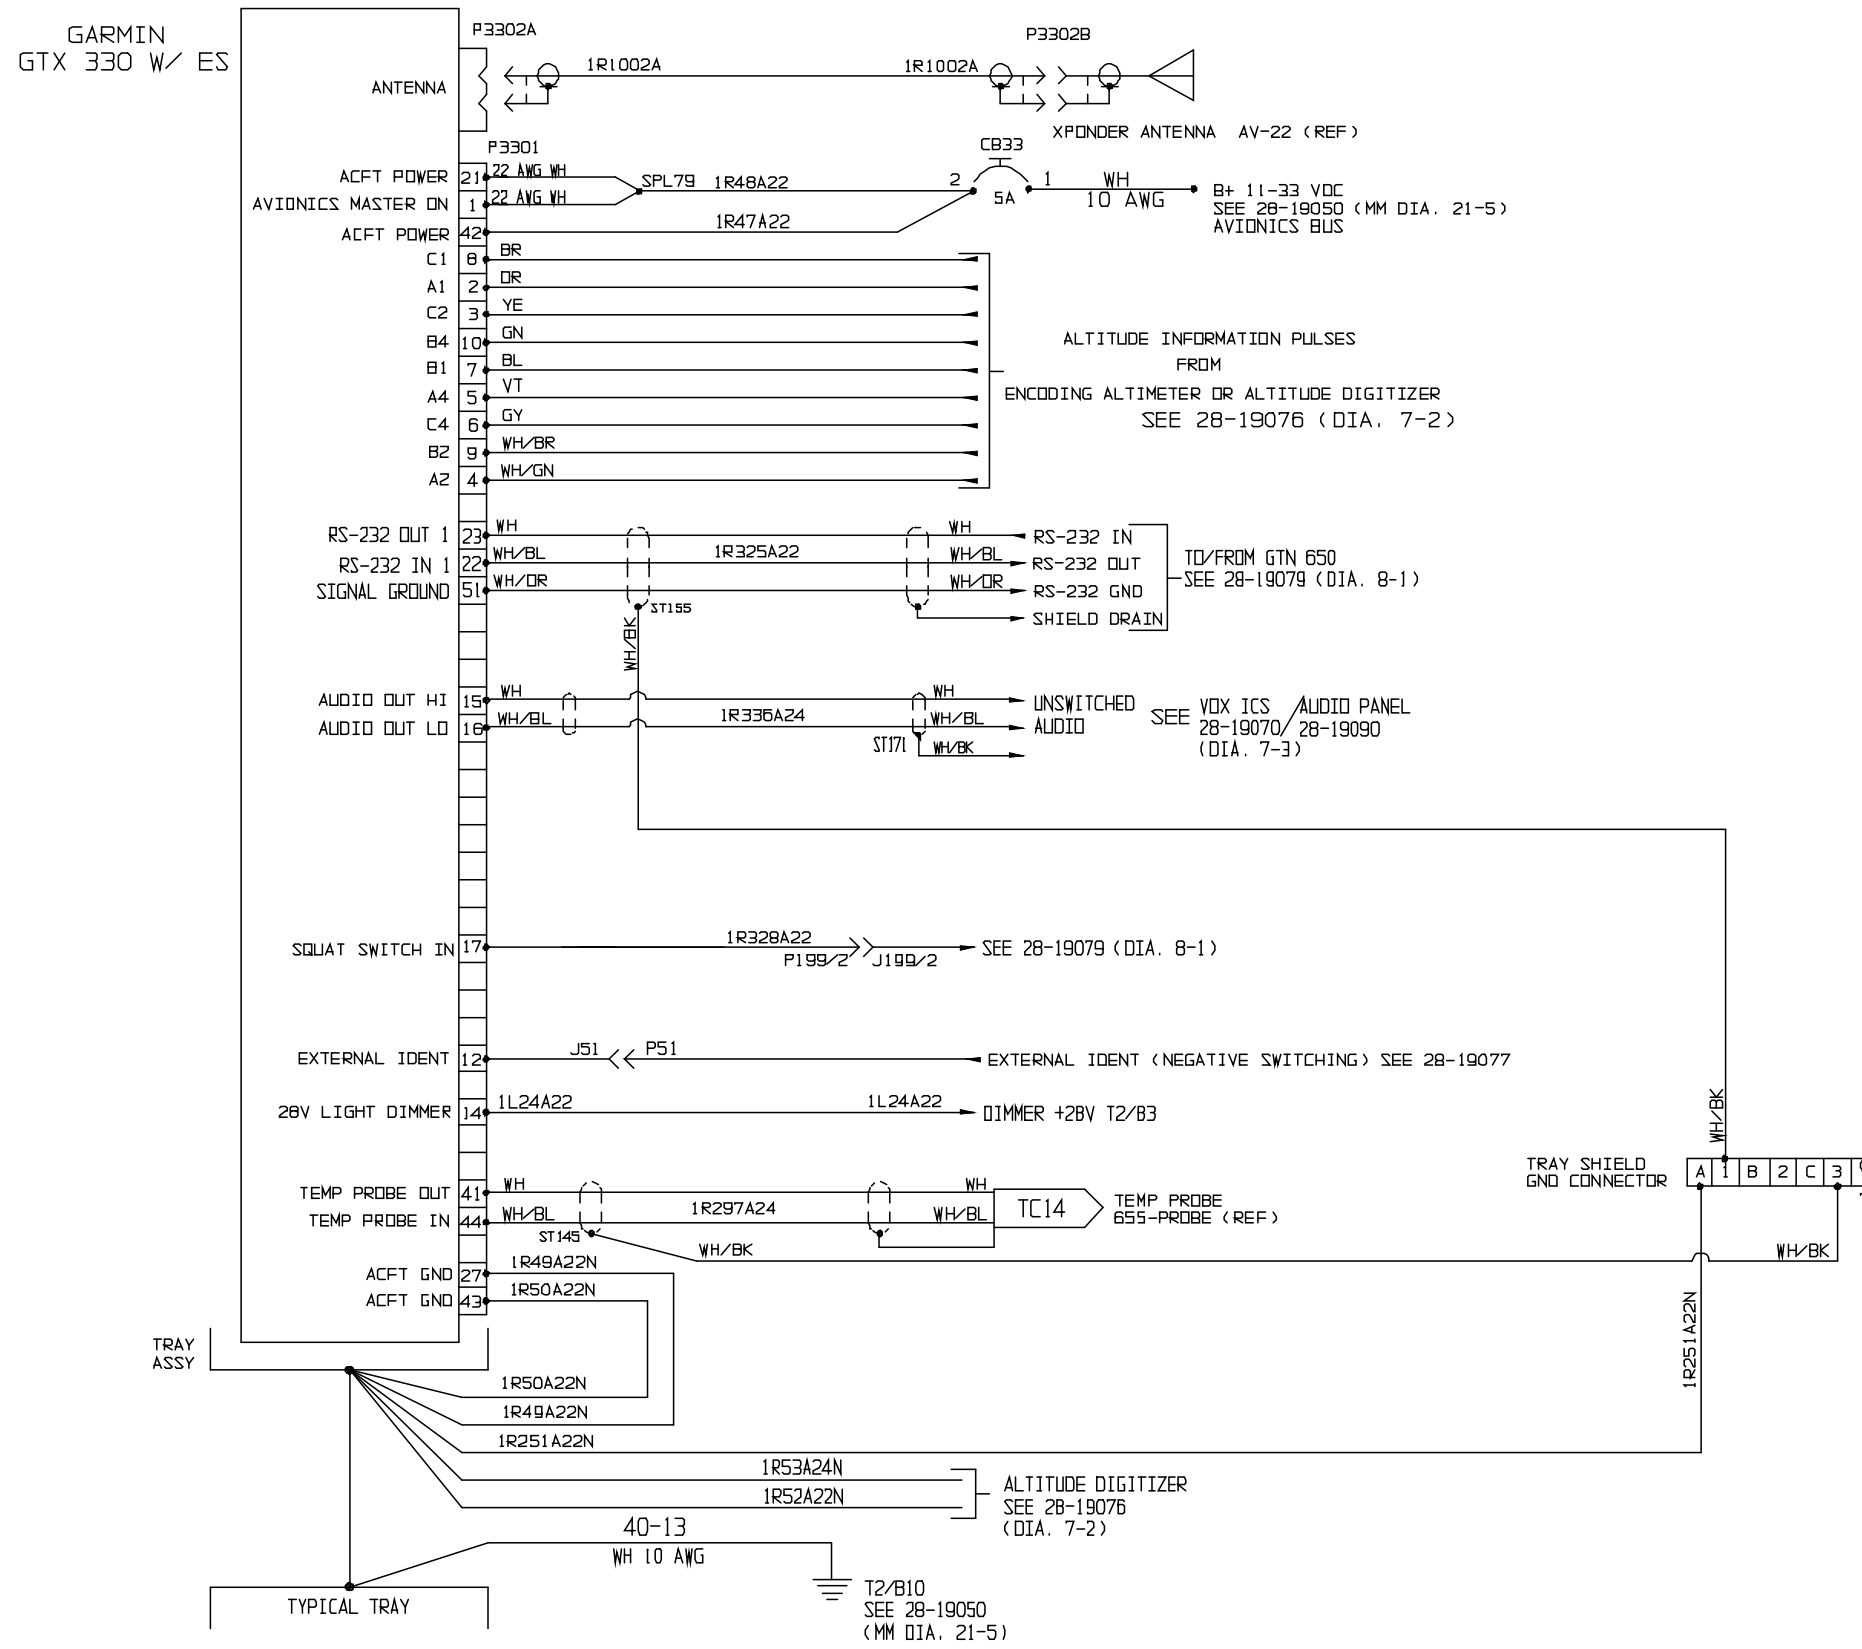 GARMIN
GTX 330 W/ ES
P3302A
P3302B
ANTENNA
1R1002A
1R1002A
XPONDER ANTENNA AV-22 (REF)
P3301
CB33
ACFT POWER 21 22 AWG WH
SPL79 1R48A22 2 1 WH
5A 10 AWG
AVIONICS MASTER ON 1 22 AWG WH
B+ 11-33 VDC
SEE 28-19050 (MM DIA. 21-5)
AVIONICS BUS
ACFT POWER 42 1R47A22
C1 8 BR
A1 2 OR
C2 3 YE
B4 10 GN
B1 7 BL
A4 5 VT
C4 6 GY
B2 9 WH/BR
A2 4 WH/GN
ALTITUDE INFORMATION PULSES
FROM
ENCODING ALTIMETER OR ALTITUDE DIGITIZER
SEE 28-19076 (DIA. 7-2)
RS-232 OUT 1 23 WH WH RS-232 IN
RS-232 IN 1 22 WH/BL 1R325A22 WH/BL RS-232 OUT
SIGNAL GROUND 51 WH/OR WH/OR RS-232 GND
ST155 SHIELD DRAIN
TO/FROM GTN 650
SEE 28-19079 (DIA. 8-1)
WH/BK
AUDIO OUT HI 15 WH WH UNSWITCHED
AUDIO OUT LO 16 WH/BL 1R336A24 WH/BL AUDIO
ST171 WH/BK
SEE VOX ICS / AUDIO PANEL
28-19070 / 28-19090
(DIA. 7-3)
SQUAT SWITCH IN 17 1R328A22 SEE 28-19079 (DIA. 8-1)
P199/2 J199/2
EXTERNAL IDENT 12 J51 P51 EXTERNAL IDENT (NEGATIVE SWITCHING) SEE 28-19077
28V LIGHT DIMMER 14 1L24A22 1L24A22 DIMMER +28V T2/B3
WH/BK
TRAY SHIELD
GND CONNECTOR
A 1 B 2 C 3
TEMP PROBE OUT 41 WH WH
TEMP PROBE IN 44 WH/BL 1R297A24 WH/BL
TC14
TEMP PROBE
655-PROBE (REF)
ST145
WH/BK WH/BK
ACFT GND 27 1R49A22N
ACFT GND 43 1R50A22N
1R251A22N
TRAY
ASSY
1R50A22N
1R49A22N
1R251A22N
1R53A24N
1R52A22N
ALTITUDE DIGITIZER
SEE 28-19076
(DIA. 7-2)
40-13
WH 10 AWG
TYPICAL TRAY
T2/B10
SEE 28-19050
(MM DIA. 21-5)